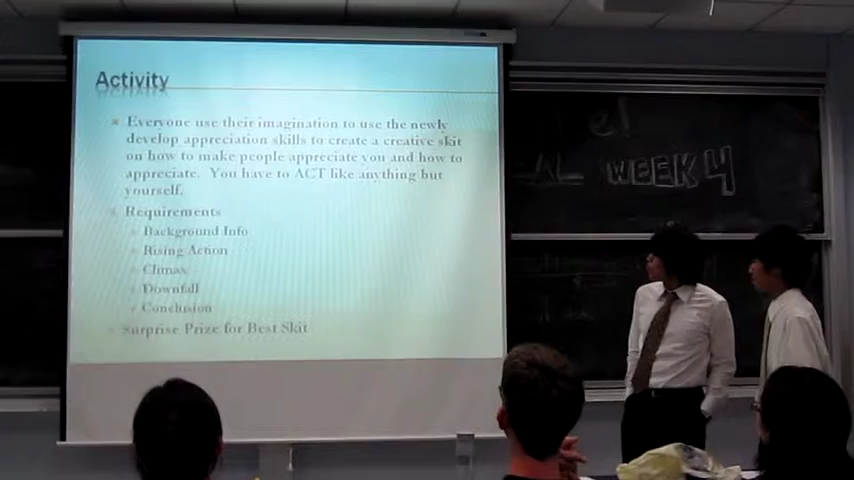 Activity
Everyone use their imagination to use the newly
develop appreciation skills to create a creative skit
on how to make people appreciate you and how to
appreciate. You have to ACT like anything but
yourself.
Requirements
Background Info
Rising Action
Climax
Downfall
Conclusion
Surprise Prize for Best Skit
WEEK 4